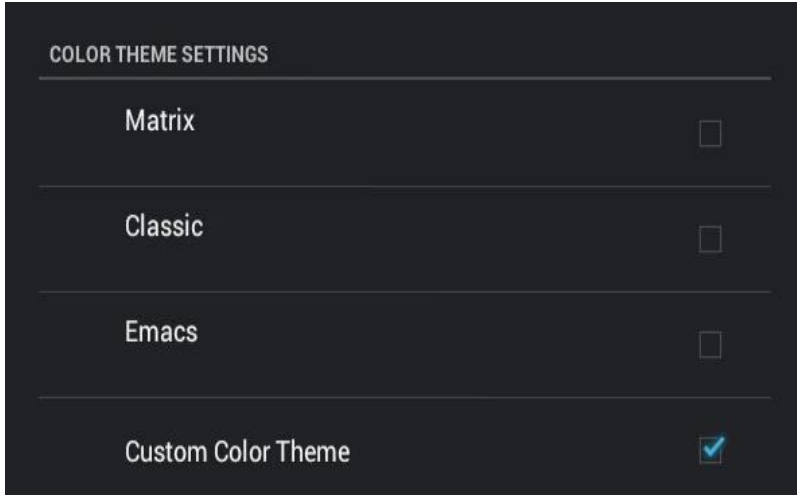 COLOR THEME SETTINGS
Matrix
Classic
Emacs
Custom Color Theme